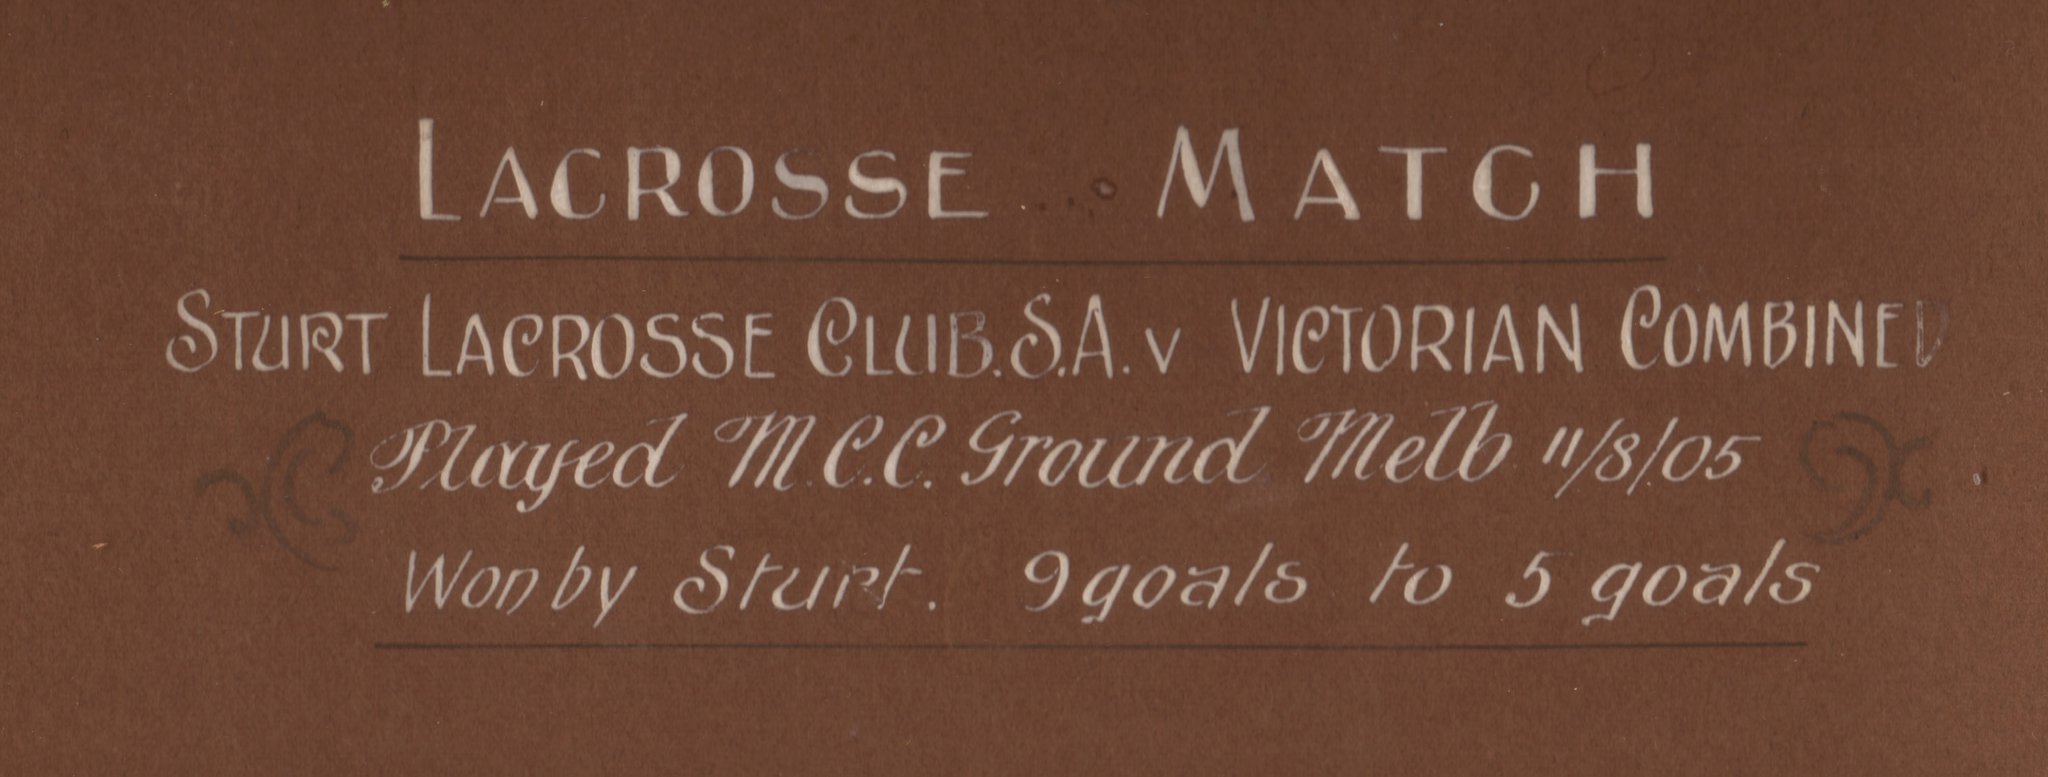 LACROSSE MATCH
STURT LACROSSE CLUB. S.A. v VICTORIAN COMBINED
Played M.C.C. Ground Melb 11/8/05
Won by Sturt. 9 goals to 5 goals